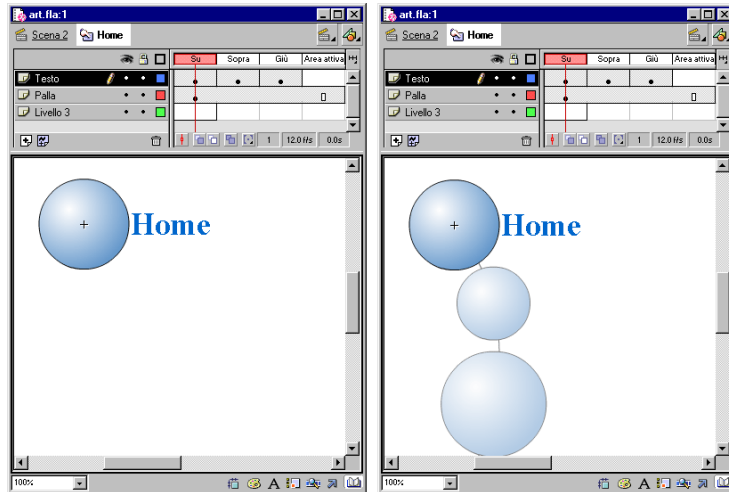 art.fla:1
Scena 2 Home
Su Sopra Giù Area attiva
Testo
Palla
Livello 3
1 12.0 f/s 0.0s
Home
100%
art.fla:1
Scena 2 Home
Su Sopra Giù Area attiva
Testo
Palla
Livello 3
1 12.0 f/s 0.0s
Home
100%